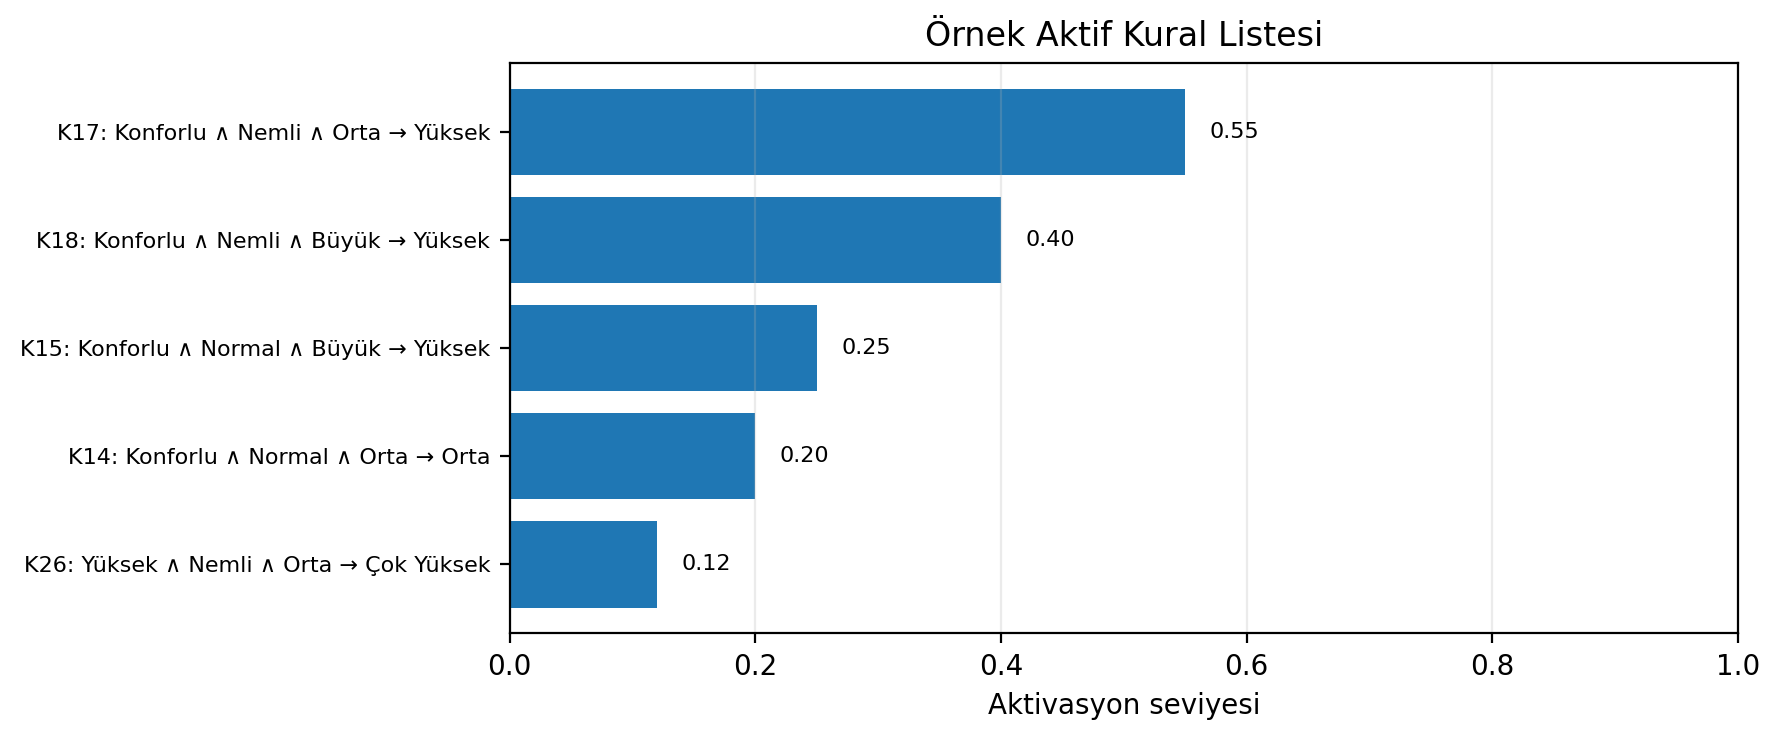 Örnek Aktif Kural Listesi
K17: Konforlu ∧ Nemli ∧ Orta → Yüksek
0.55
K18: Konforlu ∧ Nemli ∧ Büyük → Yüksek
0.40
K15: Konforlu ∧ Normal ∧ Büyük → Yüksek
0.25
K14: Konforlu ∧ Normal ∧ Orta → Orta
0.20
K26: Yüksek ∧ Nemli ∧ Orta → Çok Yüksek
0.12
0.0 0.2 0.4 0.6 0.8 1.0
Aktivasyon seviyesi